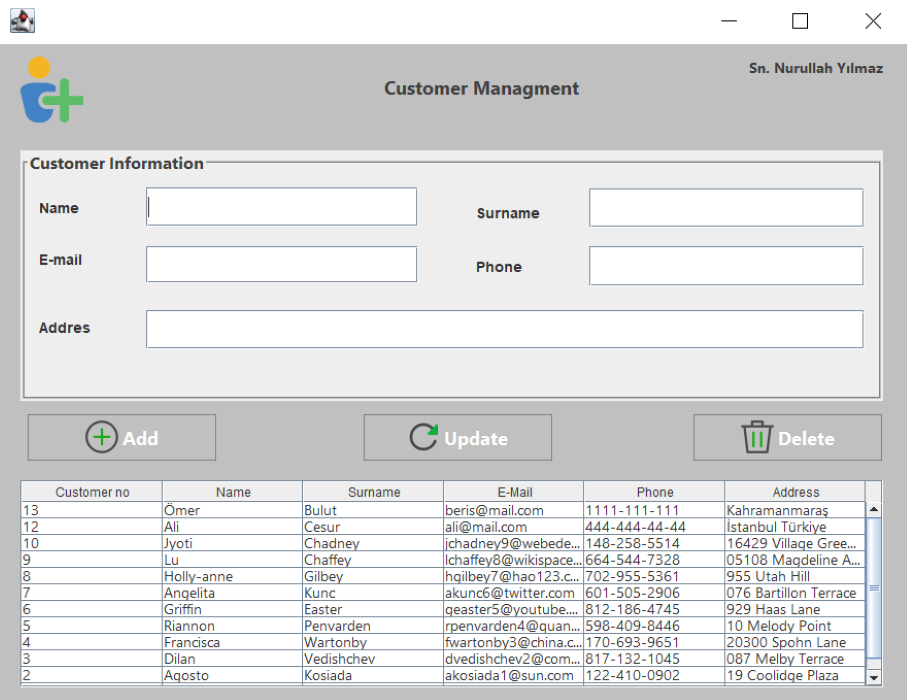 Sn. Nurullah Yılmaz
Customer Managment
Customer Information
Name
Surname
E-mail
Phone
Addres
Add Update Delete
Customer no Name Surname E-Mail Phone Address
13 Ömer Bulut beris@mail.com 1111-111-111 Kahramanmaraş
12 Ali Cesur ali@mail.com 444-444-44-44 İstanbul Türkiye
10 Jyoti Chadney jchadney9@webede... 148-258-5514 16429 Village Gree...
9 Lu Chaffey lchaffey8@wikispace... 664-544-7328 05108 Magdeline A...
8 Holly-anne Gilbey hgilbey7@hao123.c... 702-955-5361 955 Utah Hill
7 Angelita Kunc akunc6@twitter.com 601-505-2906 076 Bartillon Terrace
6 Griffin Easter geaster5@youtube.... 812-186-4745 929 Haas Lane
5 Riannon Penvarden rpenvarden4@quan... 598-409-8446 10 Melody Point
4 Francisca Wartonby fwartonby3@china.c... 170-693-9651 20300 Spohn Lane
3 Dilan Vedishchev dvedishchev2@com... 817-132-1045 087 Melby Terrace
2 Agosto Kosiada akosiada1@sun.com 122-410-0902 19 Coolidge Plaza